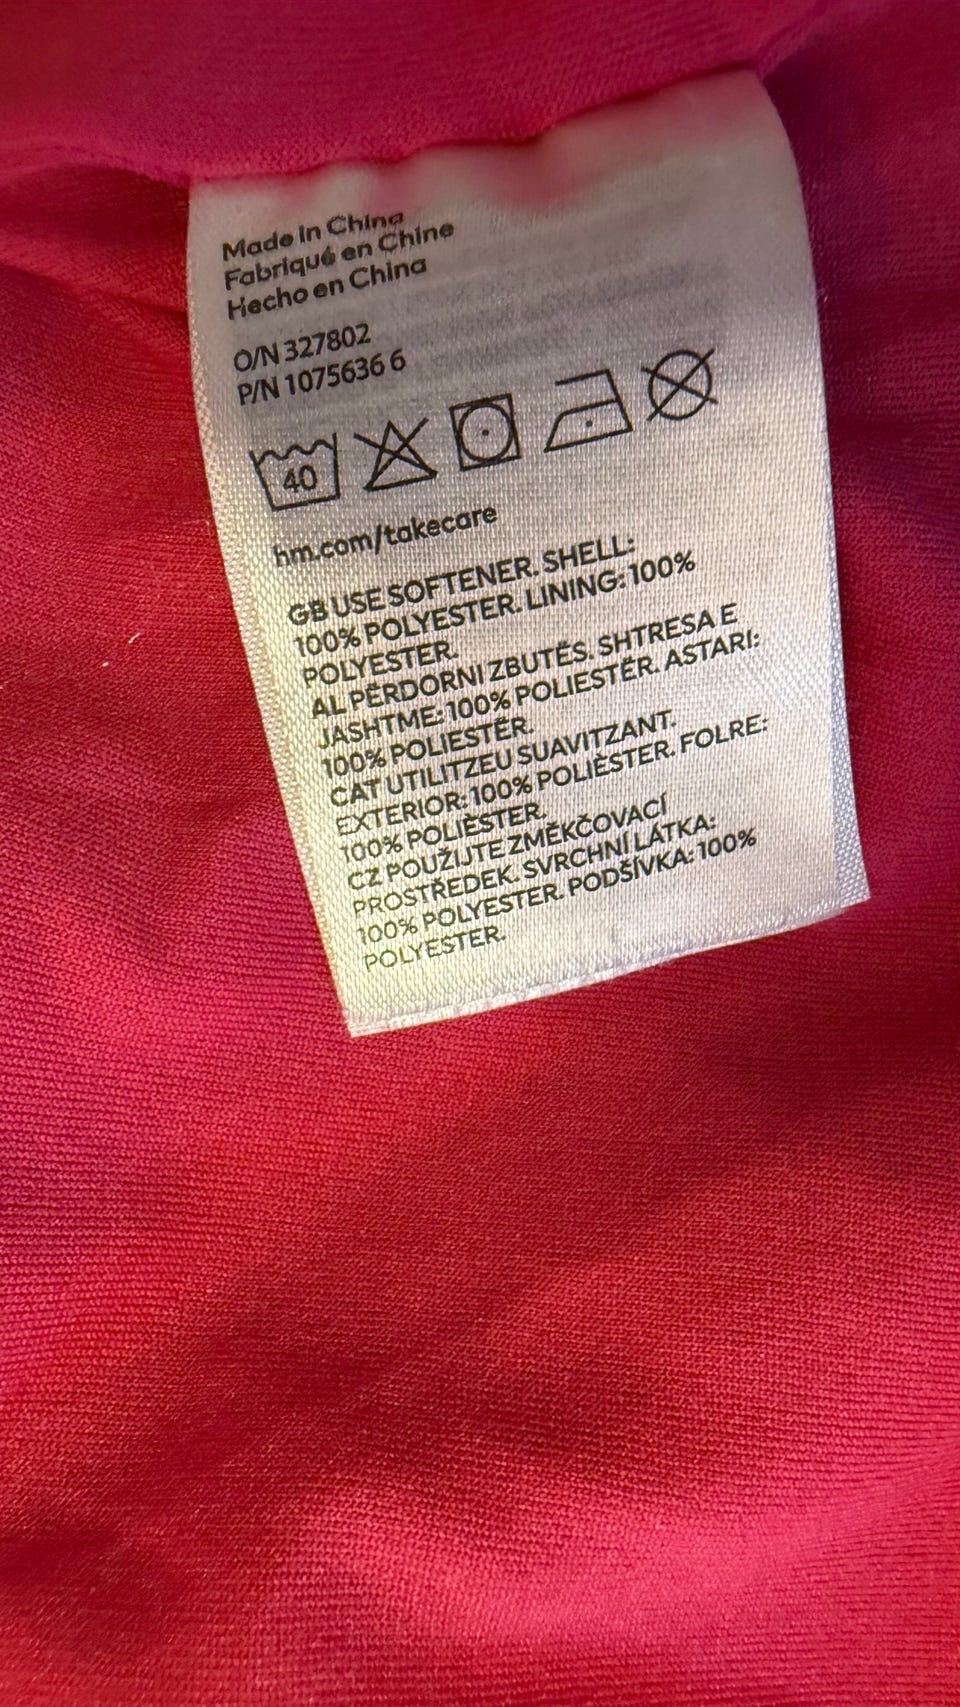 Made in China
Fabriqué en Chine
Hecho en China
O/N 327802
P/N 1075636 6
40
hm.com/takecare
GB USE SOFTENER. SHELL:
100% POLYESTER. LINING: 100%
POLYESTER.
AL PËRDORNI ZBUTËS. SHTRESA E
JASHTME: 100% POLIESTËR. ASTARI:
100% POLIESTËR.
CAT UTILITZEU SUAVITZANT.
EXTERIOR: 100% POLIÈSTER. FOLRE:
100% POLIÈSTER.
CZ POUŽIJTE ZMĚKČOVACÍ
PROSTŘEDEK. SVRCHNÍ LÁTKA:
100% POLYESTER. PODŠÍVKA: 100%
POLYESTER.